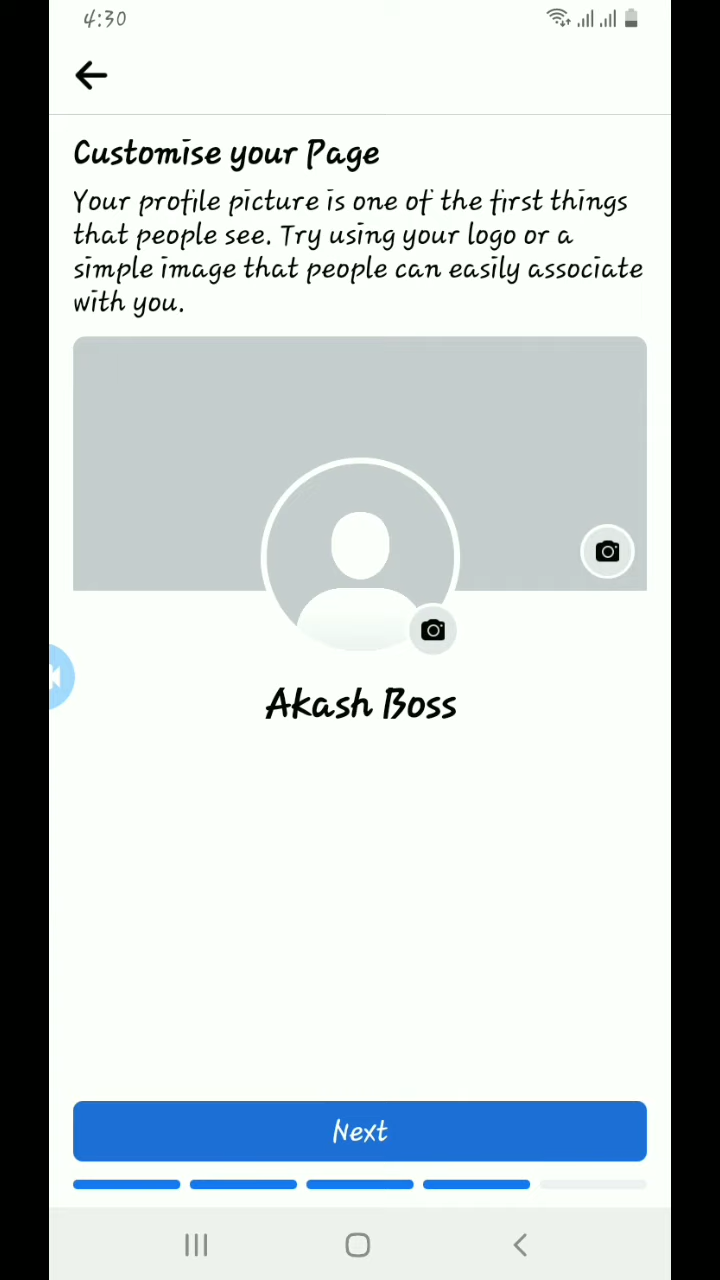 4:30
Customise your Page
Your profile picture is one of the first things
that people see. Try using your logo or a
simple image that people can easily associate
with you.
Akash Boss
Next